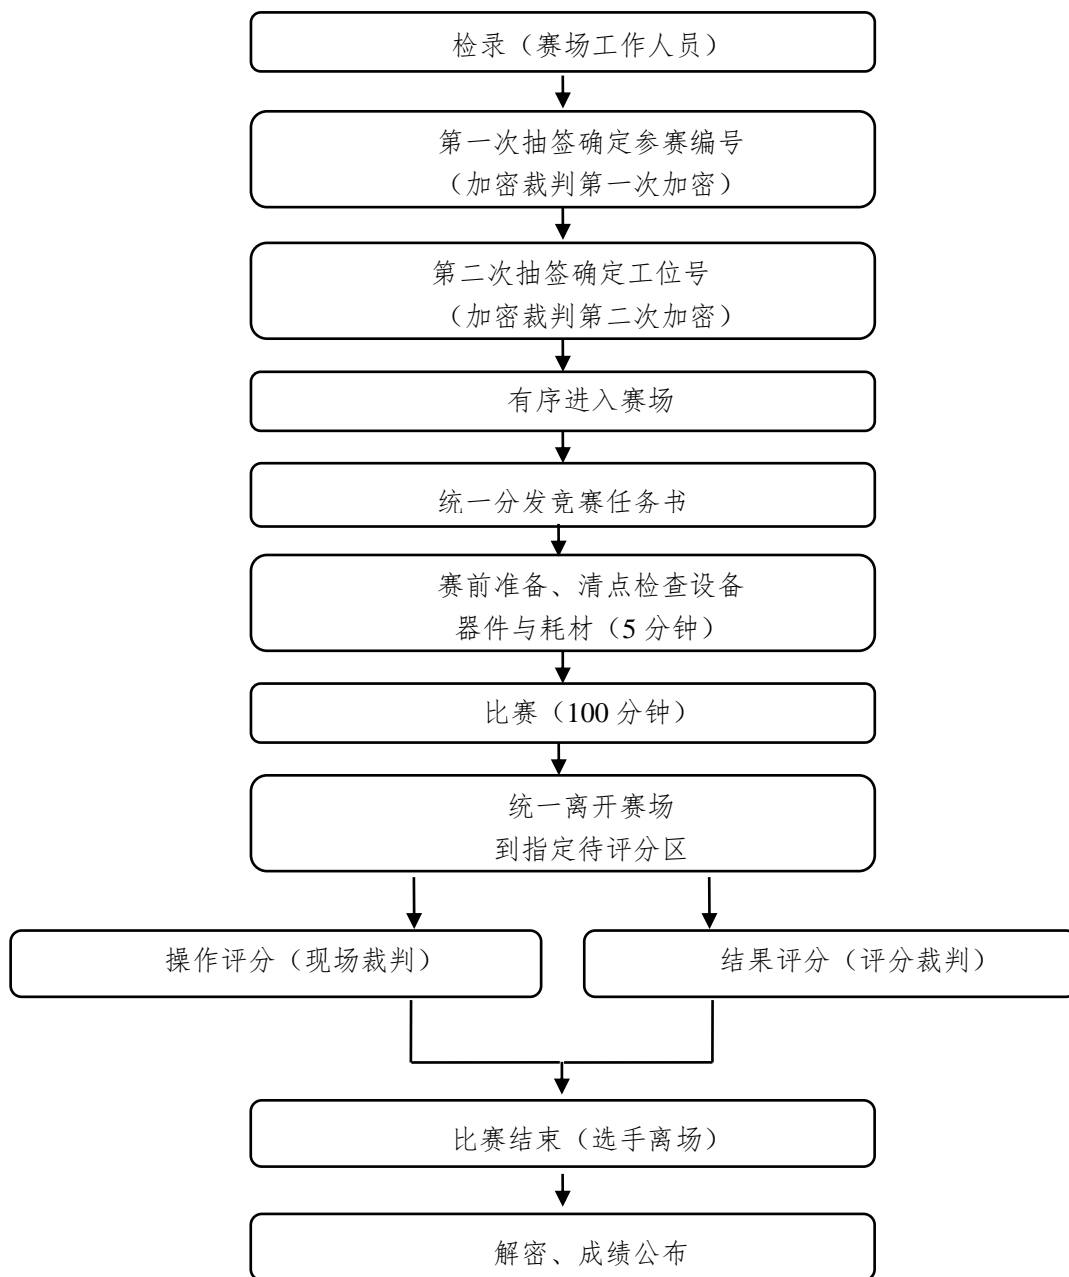 检录（赛场工作人员）
第一次抽签确定参赛编号
（加密裁判第一次加密）
第二次抽签确定工位号
（加密裁判第二次加密）
有序进入赛场
统一分发竞赛任务书
赛前准备、清点检查设备
器件与耗材（5 分钟）
比赛（100 分钟）
统一离开赛场
到指定待评分区
操作评分（现场裁判）
结果评分（评分裁判）
比赛结束（选手离场）
解密、成绩公布